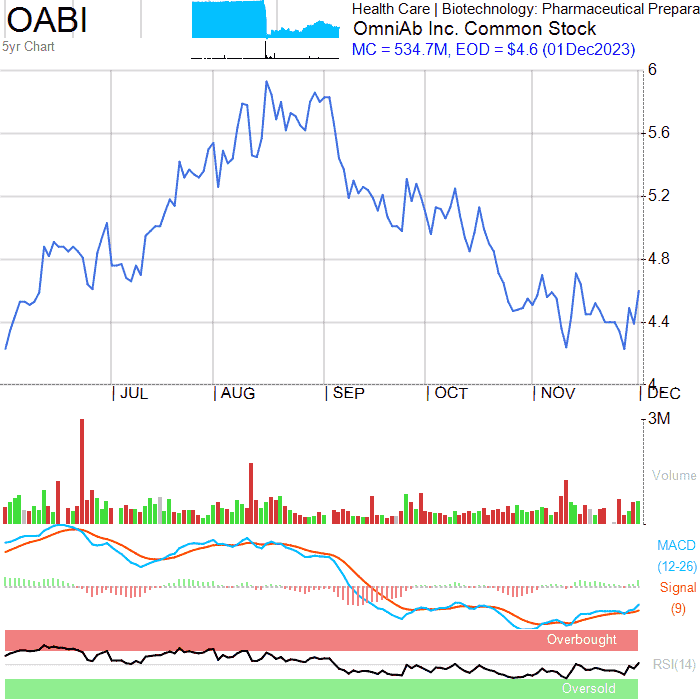 OABI
5yr Chart
Health Care | Biotechnology: Pharmaceutical Prepara
OmniAb Inc. Common Stock
MC = 534.7M, EOD = $4.6 (01Dec2023)
6
5.6
5.2
4.8
4.4
4
JUL
AUG
SEP
OCT
NOV
DEC
3M
Volume
MACD
(12-26)
Signal
(9)
Overbought
RSI(14)
Oversold